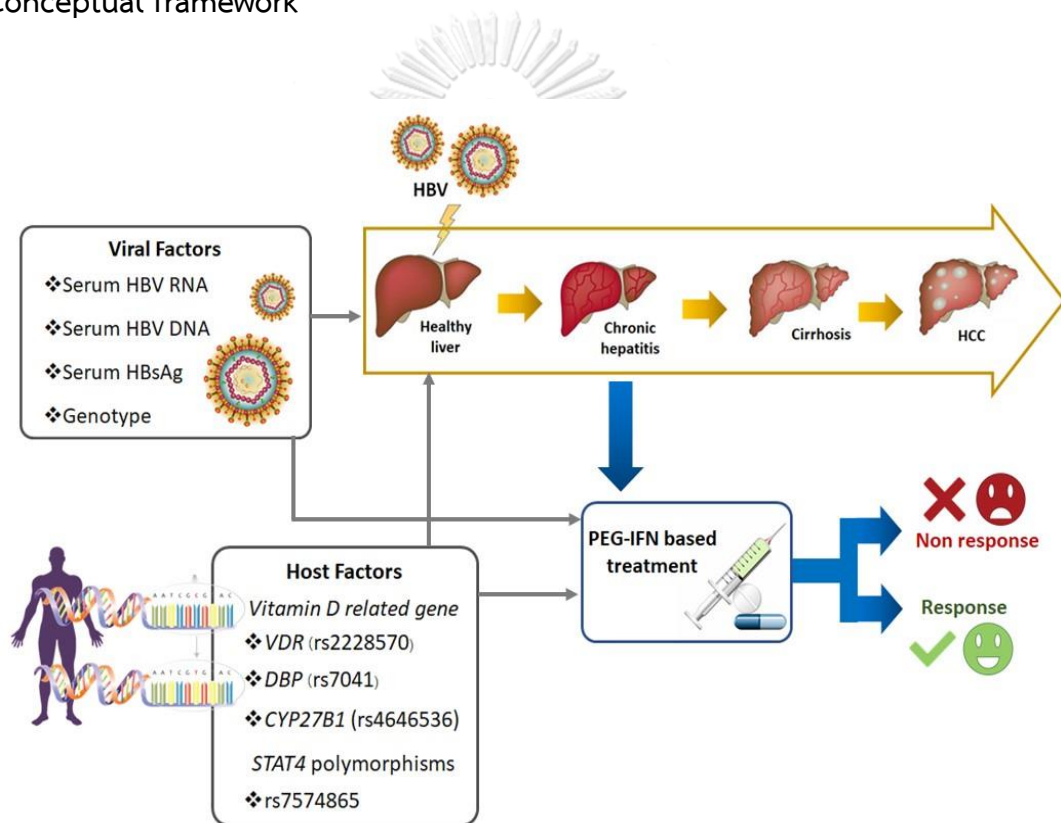 Conceptual framework
HBV
Viral Factors
❖Serum HBV RNA
❖Serum HBV DNA
❖Serum HBsAg
❖Genotype
Healthy
liver
Chronic
hepatitis
Cirrhosis
HCC
PEG-IFN based
treatment
Non response
Response
Host Factors
Vitamin D related gene
❖VDR (rs2228570)
❖DBP (rs7041)
❖CYP27B1 (rs4646536)
STAT4 polymorphisms
❖rs7574865